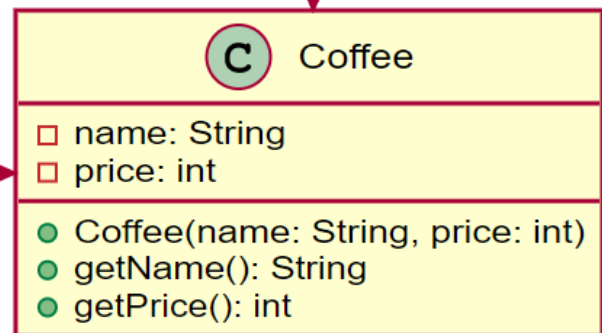 C Coffee
name: String
price: int
Coffee(name: String, price: int)
getName(): String
getPrice(): int